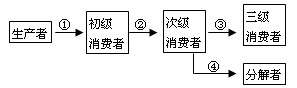 生产者
①
初级
消费者
②
次级
消费者
③
三级
消费者
④
分解者